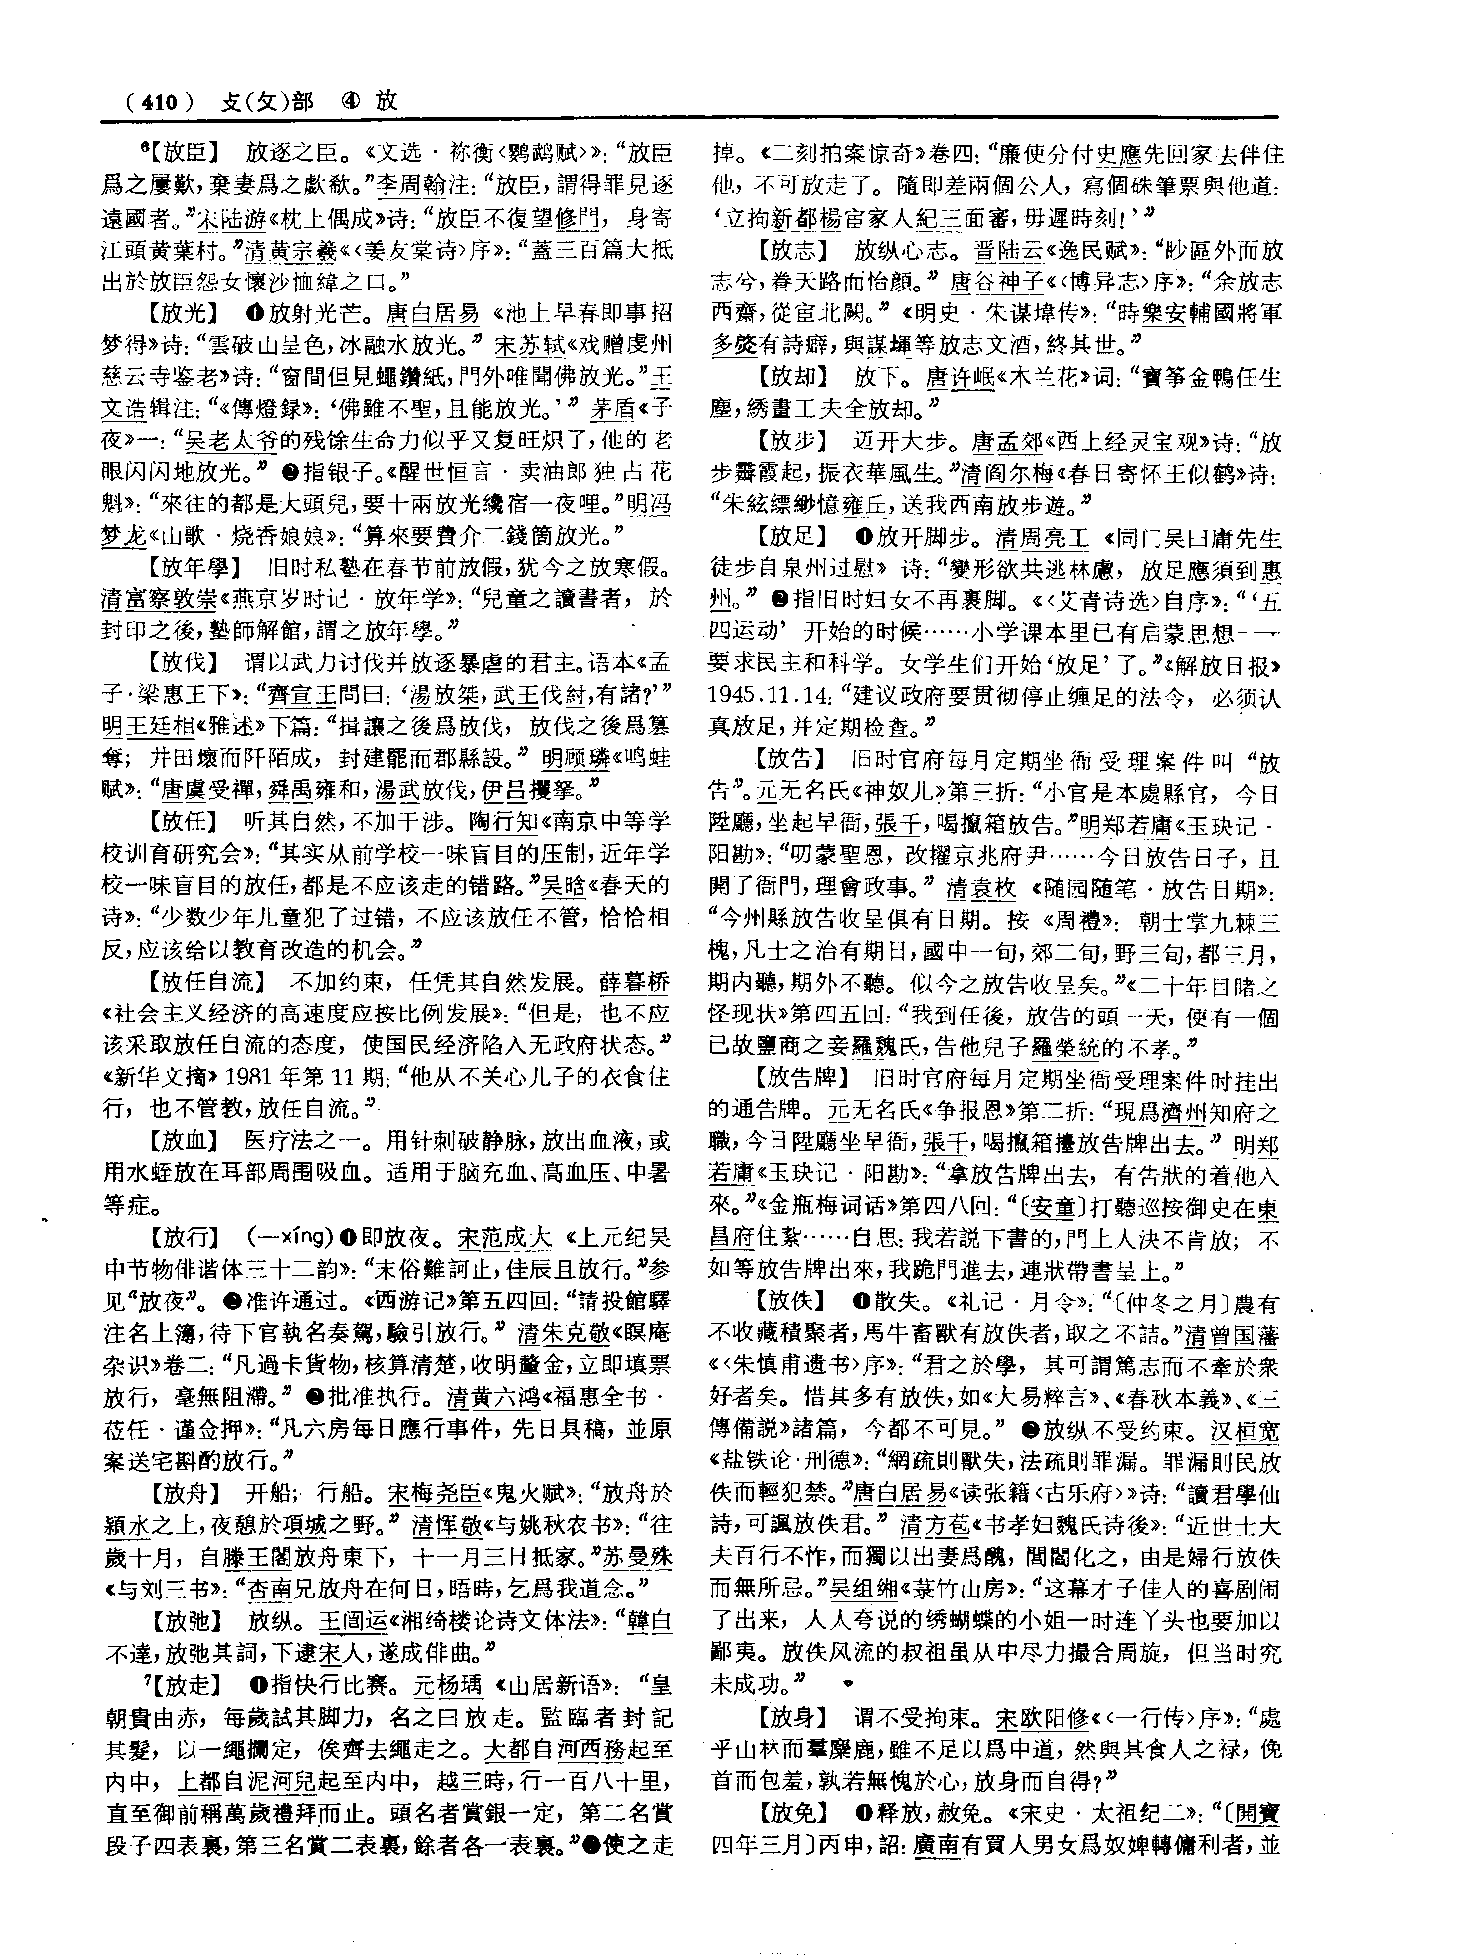 (410) 攴(攵)部 ④ 放
⁶【放臣】 放逐之臣。《文选·祢衡〈鹦鹉赋〉》：“放臣
爲之屢歎，棄妻爲之歔欷。”李周翰注：“放臣，謂得罪見逐
遠國者。”宋陆游《枕上偶成》诗：“放臣不復望修門， 身寄
江頭黄葉村。”清黄宗羲《〈姜友棠诗〉序》：“蓋三百篇大抵
出於放臣怨女懷沙恤緯之口。”
【放光】 ❶放射光芒。唐白居易《池上早春即事招
梦得》诗：“雲破山呈色，冰融水放光。” 宋苏轼《戏赠虔州
慈云寺鉴老》诗：“窗間但見蠅鑽紙，門外唯聞佛放光。”王
文诰辑注：“《傳燈録》：‘佛雖不聖，且能放光。’” 茅盾《子
夜》一：“吴老太爷的残馀生命力似乎又复旺炽了，他的老
眼闪闪地放光。” ❷指银子。《醒世恒言·卖油郎独占花
魁》：“來往的都是大頭兒，要十兩放光纔宿一夜哩。”明冯
梦龙《山歌·烧香娘娘》：“算來要費介二錢箇放光。”
【放年學】 旧时私塾在春节前放假，犹今之放寒假。
清富察敦崇《燕京岁时记·放年学》：“兒童之讀書者， 於
封印之後，塾師解館，謂之放年學。”
【放伐】 谓以武力讨伐并放逐暴虐的君主。语本《孟
子·梁惠王下》：“齊宣王問曰：‘湯放桀，武王伐紂，有諸？’”
明王廷相《雅述》下篇：“揖讓之後爲放伐， 放伐之後爲篡
奪； 井田壞而阡陌成， 封建罷而郡縣設。” 明顾璘《鸣蛙
赋》：“唐虞受禪，舜禹雍和，湯武放伐，伊吕攫拏。”
【放任】 听其自然，不加干涉。陶行知《南京中等学
校训育研究会》：“其实从前学校一味盲目的压制，近年学
校一味盲目的放任，都是不应该走的错路。”吴晗《春天的
诗》：“少数少年儿童犯了过错， 不应该放任不管， 恰恰相
反，应该给以教育改造的机会。”
【放任自流】 不加约束， 任凭其自然发展。薛暮桥
《社会主义经济的高速度应按比例发展》：“但是， 也不应
该采取放任自流的态度， 使国民经济陷入无政府状态。”
《新华文摘》1981年第11期：“他从不关心儿子的衣食住
行， 也不管教，放任自流。”
【放血】 医疗法之一。用针刺破静脉，放出血液，或
用水蛭放在耳部周围吸血。适用于脑充血、高血压、中暑
等症。
【放行】 (—xíng)❶即放夜。宋范成大《上元纪吴
中节物俳谐体三十二韵》：“末俗難訶止，佳辰且放行。”参
见“放夜”。❷准许通过。《西游记》第五四回：“請投館驛
注名上簿，待下官執名奏駕，驗引放行。” 清朱克敬《瞑庵
杂识》卷二：“凡過卡貨物，核算清楚，收明釐金，立即填票
放行， 毫無阻滯。” ❸批准执行。清黄六鸿《福惠全书·
莅任·谨佥押》：“凡六房每日應行事件， 先日具稿， 並原
案送宅斟酌放行。”
【放舟】 开船； 行船。宋梅尧臣《鬼火赋》：“放舟於
潁水之上，夜憩於項城之野。” 清恽敬《与姚秋农书》：“往
歲十月， 自滕王閣放舟東下， 十一月三日抵家。”苏曼殊
《与刘三书》：“杏南兄放舟在何日，晤時，乞爲我道念。”
【放弛】 放纵。王闿运《湘绮楼论诗文体法》：“韓白
不達，放弛其詞，下逮宋人，遂成俳曲。”
⁷【放走】 ❶指快行比赛。元杨瑀《山居新语》：“皇
朝貴由赤， 每歲試其脚力， 名之曰放走。監臨者封記
其髮， 以一繩攔定， 俟齊去繩走之。大都自河西務起至
内中， 上都自泥河兒起至内中， 越三時，行一百八十里，
直至御前稱萬歲禮拜而止。頭名者賞銀一定， 第二名賞
段子四表裏，第三名賞二表裏，餘者各一表裏。”❷使之走
掉。《二刻拍案惊奇》卷四：“廉使分付史應先回家去伴住
他， 不可放走了。隨即差兩個公人， 寫個硃筆票與他道：
‘立拘新都楊宦家人紀三面審，毋遲時刻！’”
【放志】 放纵心志。晋陆云《逸民赋》：“眇區外而放
志兮，眷天路而怡顔。” 唐谷神子《〈博异志〉序》：“余放志
西齋，從宦北闕。”《明史·朱谋㙔传》：“時樂安輔國將軍
多㷆有詩癖，與謀㙔等放志文酒，終其世。”
【放却】 放下。唐许岷《木兰花》词：“寶筝金鴨任生
塵，綉畫工夫全放却。”
【放步】 迈开大步。唐孟郊《西上经灵宝观》诗：“放
步霽霞起，振衣華風生。”清阎尔梅《春日寄怀王似鹤》诗：
“朱絃縹緲憶雍丘，送我西南放步遊。”
【放足】 ❶放开脚步。清周亮工《同门吴曰庸先生
徒步自泉州过慰》诗：“變形欲共逃林慮， 放足應須到惠
州。” ❷指旧时妇女不再裹脚。《〈艾青诗选〉自序》：“‘五
四运动’ 开始的时候……小学课本里已有启蒙思想——
要求民主和科学。女学生们开始‘放足’了。”《解放日报》
1945.11.14：“建议政府要贯彻停止缠足的法令， 必须认
真放足，并定期检查。”
【放告】 旧时官府每月定期坐衙受理案件叫“放
告”。元无名氏《神奴儿》第三折：“小官是本處縣官， 今日
陞廳，坐起早衙，張千，喝攛箱放告。”明郑若庸《玉玦记·
阳勘》：“叨蒙聖恩， 改擢京兆府尹……今日放告日子， 且
開了衙門，理會政事。” 清袁枚《随园随笔·放告日期》：
“今州縣放告收呈俱有日期。按《周禮》： 朝士掌九棘三
槐，凡士之治有期日，國中一旬，郊二旬，野三旬，都三月，
期内聽，期外不聽。似今之放告收呈矣。”《二十年目睹之
怪现状》第四五回：“我到任後， 放告的頭一天， 便有一個
已故鹽商之妾羅魏氏，告他兒子羅榮統的不孝。”
【放告牌】 旧时官府每月定期坐衙受理案件时挂出
的通告牌。元无名氏《争报恩》第二折：“現爲濟州知府之
職，今日陞廳坐早衙，張千，喝攛箱擡放告牌出去。” 明郑
若庸《玉玦记·阳勘》：“拿放告牌出去， 有告狀的着他入
來。”《金瓶梅词话》第四八回：“〔安童〕打聽巡按御史在東
昌府住紮……自思：我若説下書的，門上人決不肯放； 不
如等放告牌出來，我跪門進去，連狀帶書呈上。”
【放佚】 ❶散失。《礼记·月令》：“〔仲冬之月〕農有
不收藏積聚者，馬牛畜獸有放佚者，取之不詰。”清曾国藩
《〈朱慎甫遗书〉序》：“君之於學， 其可謂篤志而不牽於衆
好者矣。惜其多有放佚，如《大易粹言》、《春秋本義》、《三
傳備説》諸篇， 今都不可見。” ❷放纵不受约束。汉桓宽
《盐铁论·刑德》：“網疏則獸失，法疏則罪漏。罪漏則民放
佚而輕犯禁。”唐白居易《读张籍〈古乐府〉》诗：“讀君學仙
詩，可諷放佚君。” 清方苞《书孝妇魏氏诗後》：“近世士大
夫百行不怍，而獨以出妻爲醜， 閭閻化之， 由是婦行放佚
而無所忌。”吴组缃《菉竹山房》：“这幕才子佳人的喜剧闹
了出来， 人人夸说的绣蝴蝶的小姐一时连丫头也要加以
鄙夷。放佚风流的叔祖虽从中尽力撮合周旋， 但当时究
未成功。”
【放身】 谓不受拘束。宋欧阳修《〈一行传〉序》：“處
乎山林而羣麋鹿，雖不足以爲中道， 然與其食人之禄， 俛
首而包羞，孰若無愧於心，放身而自得？”
【放免】 ❶释放，赦免。《宋史·太祖纪二》：“〔開寶
四年三月〕丙申，詔：廣南有買人男女爲奴婢轉傭利者，並